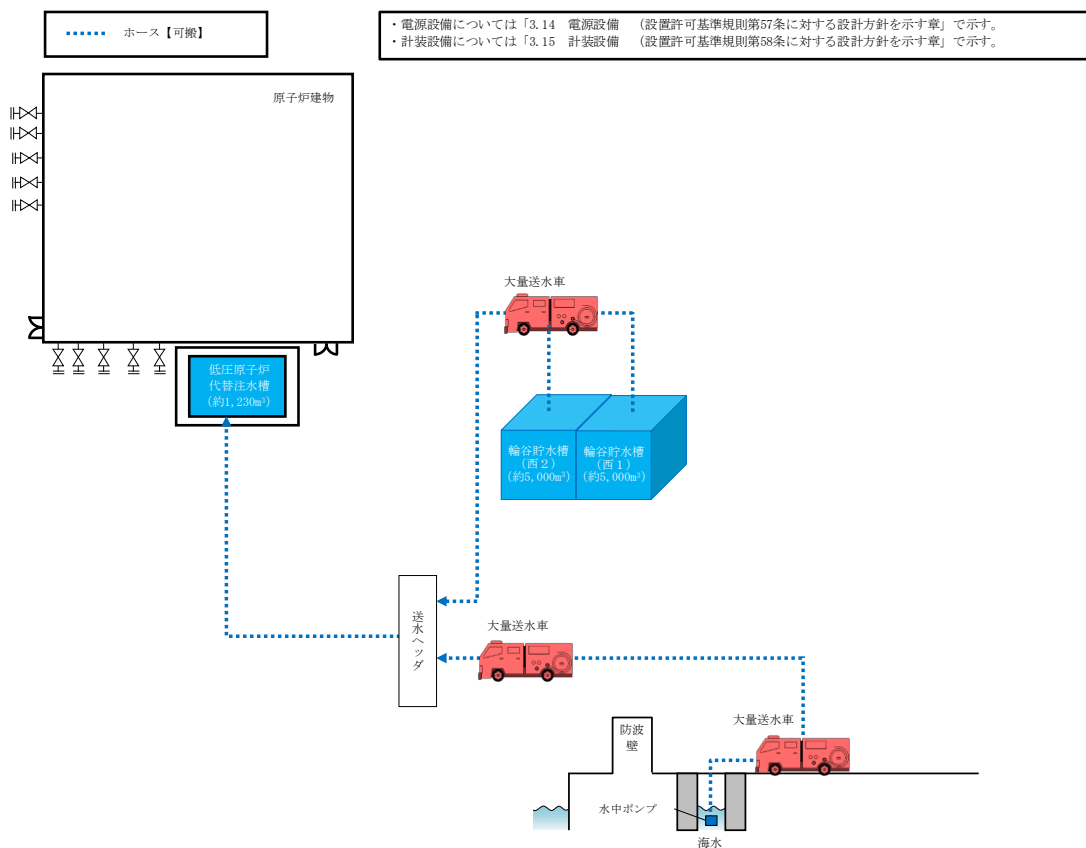 ホース【可搬】
・電源設備については「3.14 電源設備 (設置許可基準規則第57条に対する設計方針を示す章」で示す。
・計装設備については「3.15 計装設備 (設置許可基準規則第58条に対する設計方針を示す章」で示す。
原子炉建物
大量送水車
低圧原子炉
代替注水槽
(約1,230m³)
輪谷貯水槽
(西2)
(約5,000m³)
輪谷貯水槽
(西1)
(約5,000m³)
送水ヘッダ
大量送水車
大量送水車
防波
壁
水中ポンプ
海水